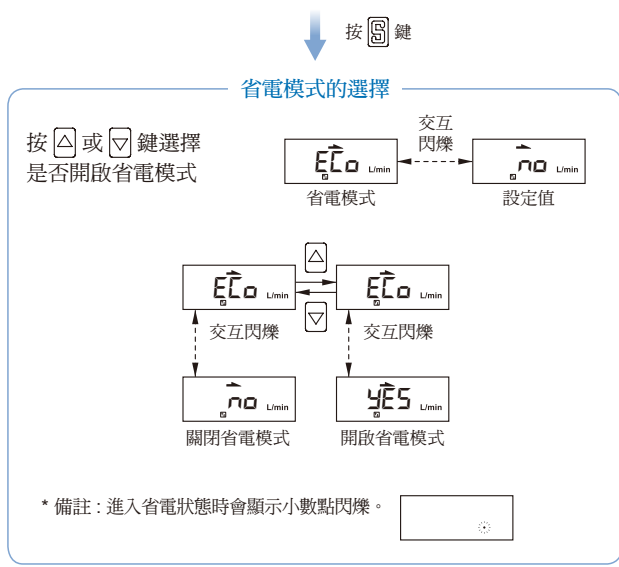 按 S 鍵
省電模式的選擇
按 △ 或 ▽ 鍵選擇
是否開啟省電模式
交互
閃爍
ECo L/min
no L/min
省電模式
設定值
△
ECo L/min
ECo L/min
▽
交互閃爍
交互閃爍
no L/min
yES L/min
關閉省電模式
開啟省電模式
* 備註：進入省電狀態時會顯示小數點閃爍。